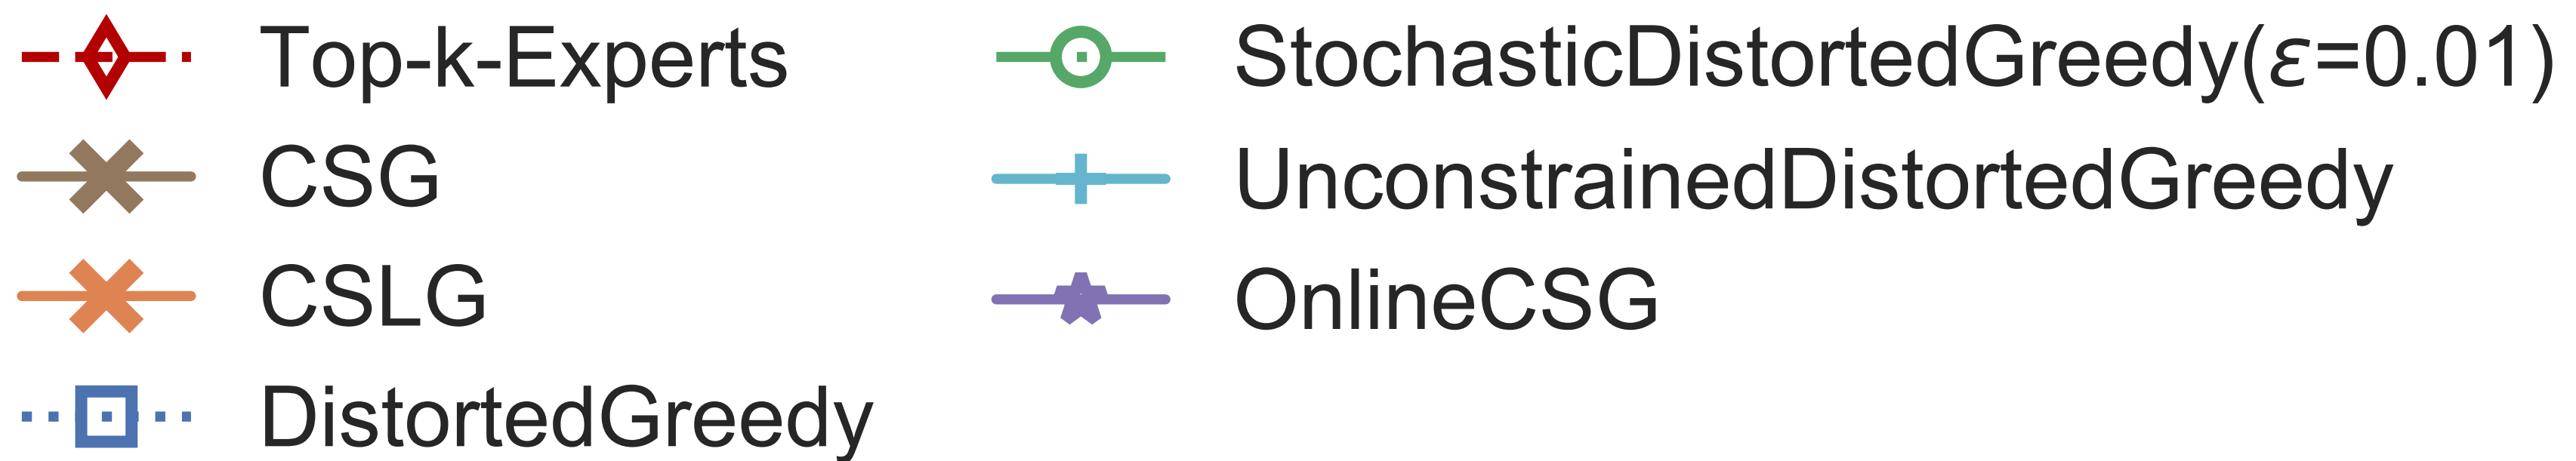 Top-k-Experts
CSG
CSLG
DistortedGreedy
StochasticDistortedGreedy(ε=0.01)
UnconstrainedDistortedGreedy
OnlineCSG